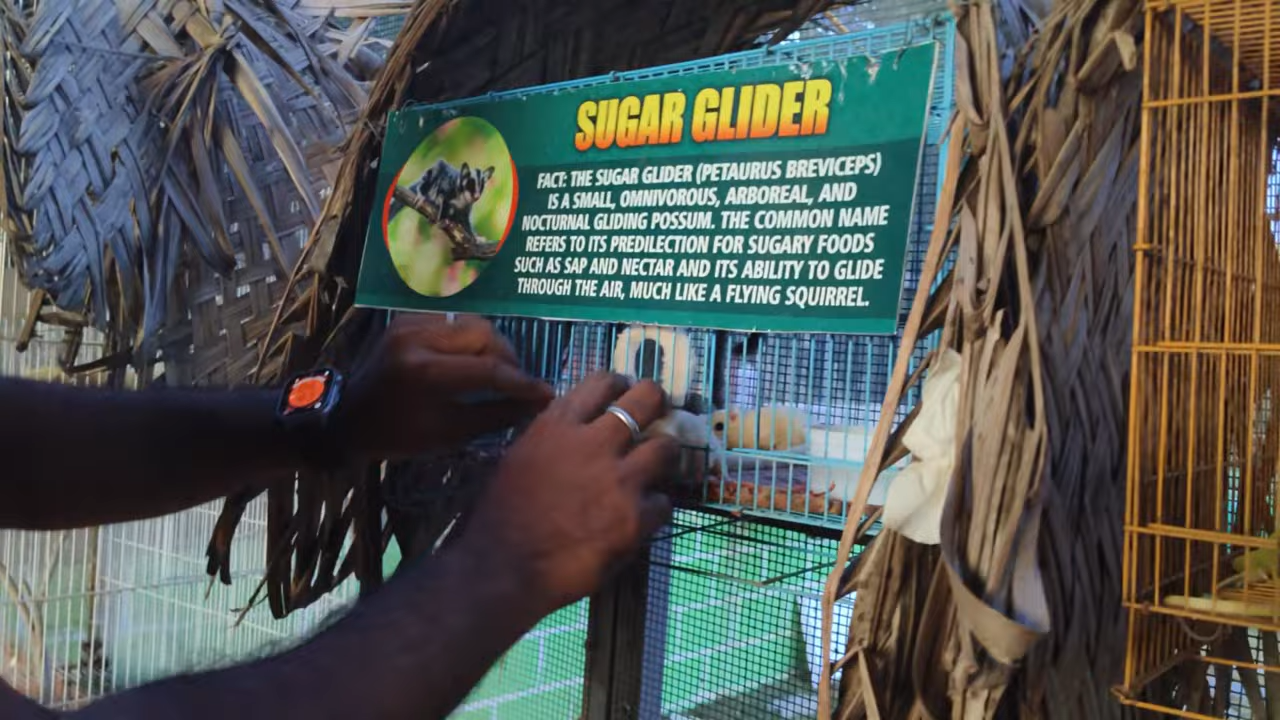 SUGAR GLIDER
FACT: THE SUGAR GLIDER (PETAURUS BREVICEPS)
IS A SMALL, OMNIVOROUS, ARBOREAL, AND
NOCTURNAL GLIDING POSSUM. THE COMMON NAME
REFERS TO ITS PREDILECTION FOR SUGARY FOODS
SUCH AS SAP AND NECTAR AND ITS ABILITY TO GLIDE
THROUGH THE AIR, MUCH LIKE A FLYING SQUIRREL.